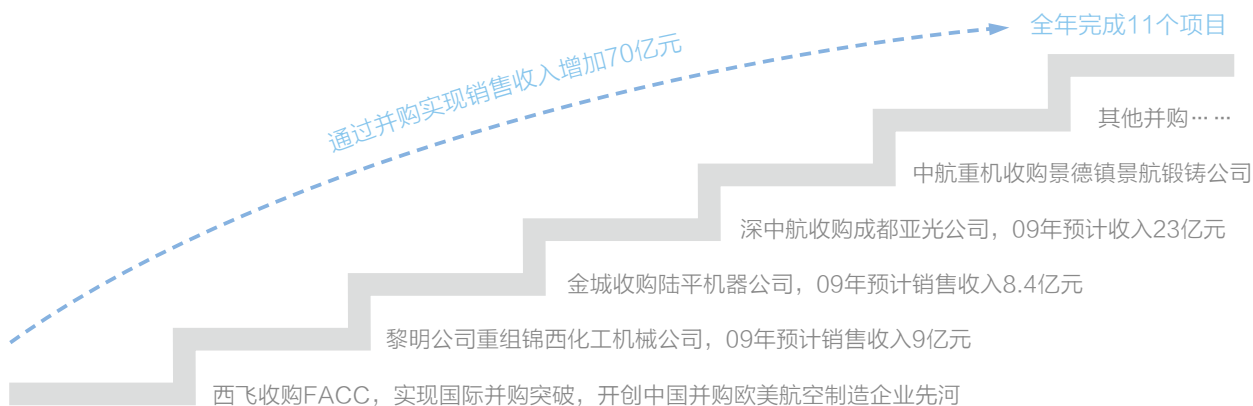 全年完成11个项目
通过并购实现销售收入增加70亿元
其他并购……
中航重机收购景德镇景航锻铸公司
深中航收购成都亚光公司，09年预计收入23亿元
金城收购陆平机器公司，09年预计销售收入8.4亿元
黎明公司重组锦西化工机械公司，09年预计销售收入9亿元
西飞收购FACC，实现国际并购突破，开创中国并购欧美航空制造企业先河